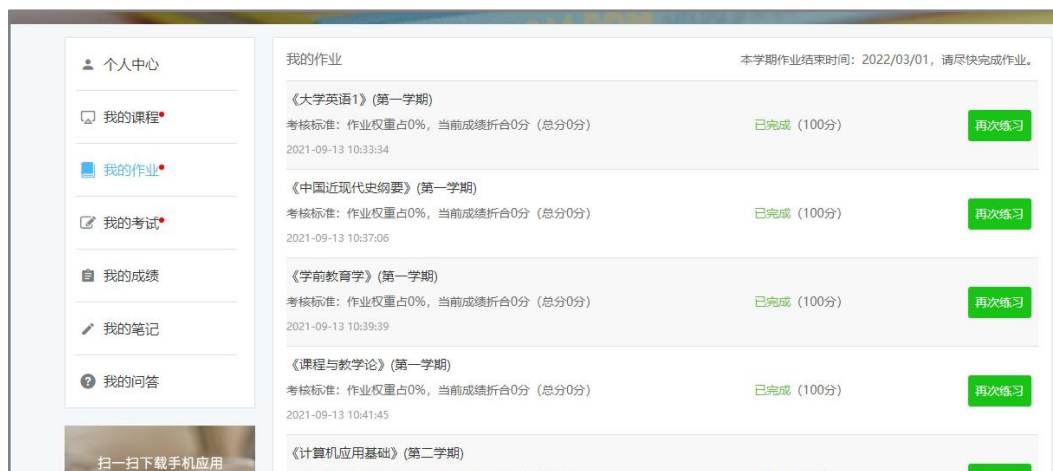 个人中心
我的课程
我的作业
我的考试
我的成绩
我的笔记
我的问答
扫一扫下载手机应用
我的作业
本学期作业结束时间：2022/03/01，请尽快完成作业。
《大学英语1》(第一学期)
考核标准：作业权重占0%，当前成绩折合0分（总分0分） 已完成（100分） 再次练习
2021-09-13 10:33:34
《中国近现代史纲要》(第一学期)
考核标准：作业权重占0%，当前成绩折合0分（总分0分） 已完成（100分） 再次练习
2021-09-13 10:37:06
《学前教育学》(第一学期)
考核标准：作业权重占0%，当前成绩折合0分（总分0分） 已完成（100分） 再次练习
2021-09-13 10:39:39
《课程与教学论》(第一学期)
考核标准：作业权重占0%，当前成绩折合0分（总分0分） 已完成（100分） 再次练习
2021-09-13 10:41:45
《计算机应用基础》(第二学期)